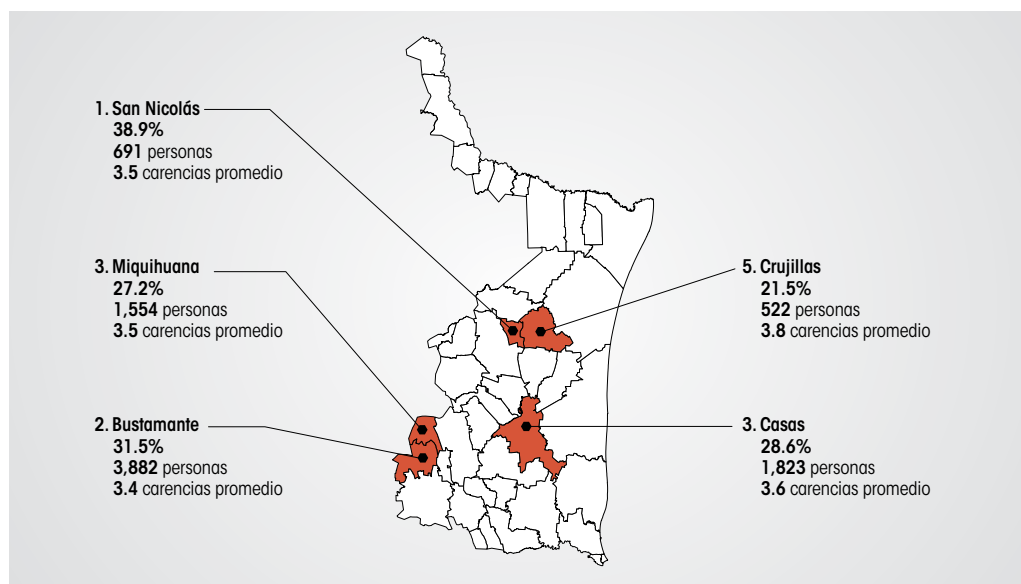 1. San Nicolás
38.9%
691 personas
3.5 carencias promedio
3. Miquihuana
27.2%
1,554 personas
3.5 carencias promedio
2. Bustamante
31.5%
3,882 personas
3.4 carencias promedio
5. Crujillas
21.5%
522 personas
3.8 carencias promedio
3. Casas
28.6%
1,823 personas
3.6 carencias promedio